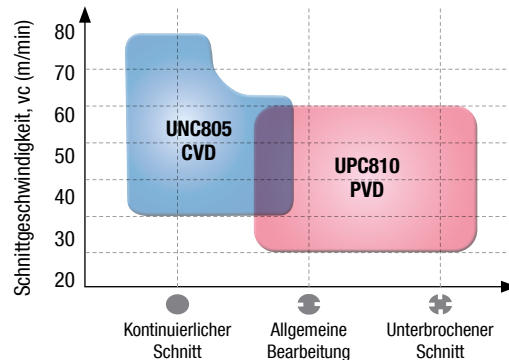 Schnittgeschwindigkeit, vc (m/min)
80
70
60
50
40
30
20
UNC805
CVD
UPC810
PVD
Kontinuierlicher
Schnitt
Allgemeine
Bearbeitung
Unterbrochener
Schnitt